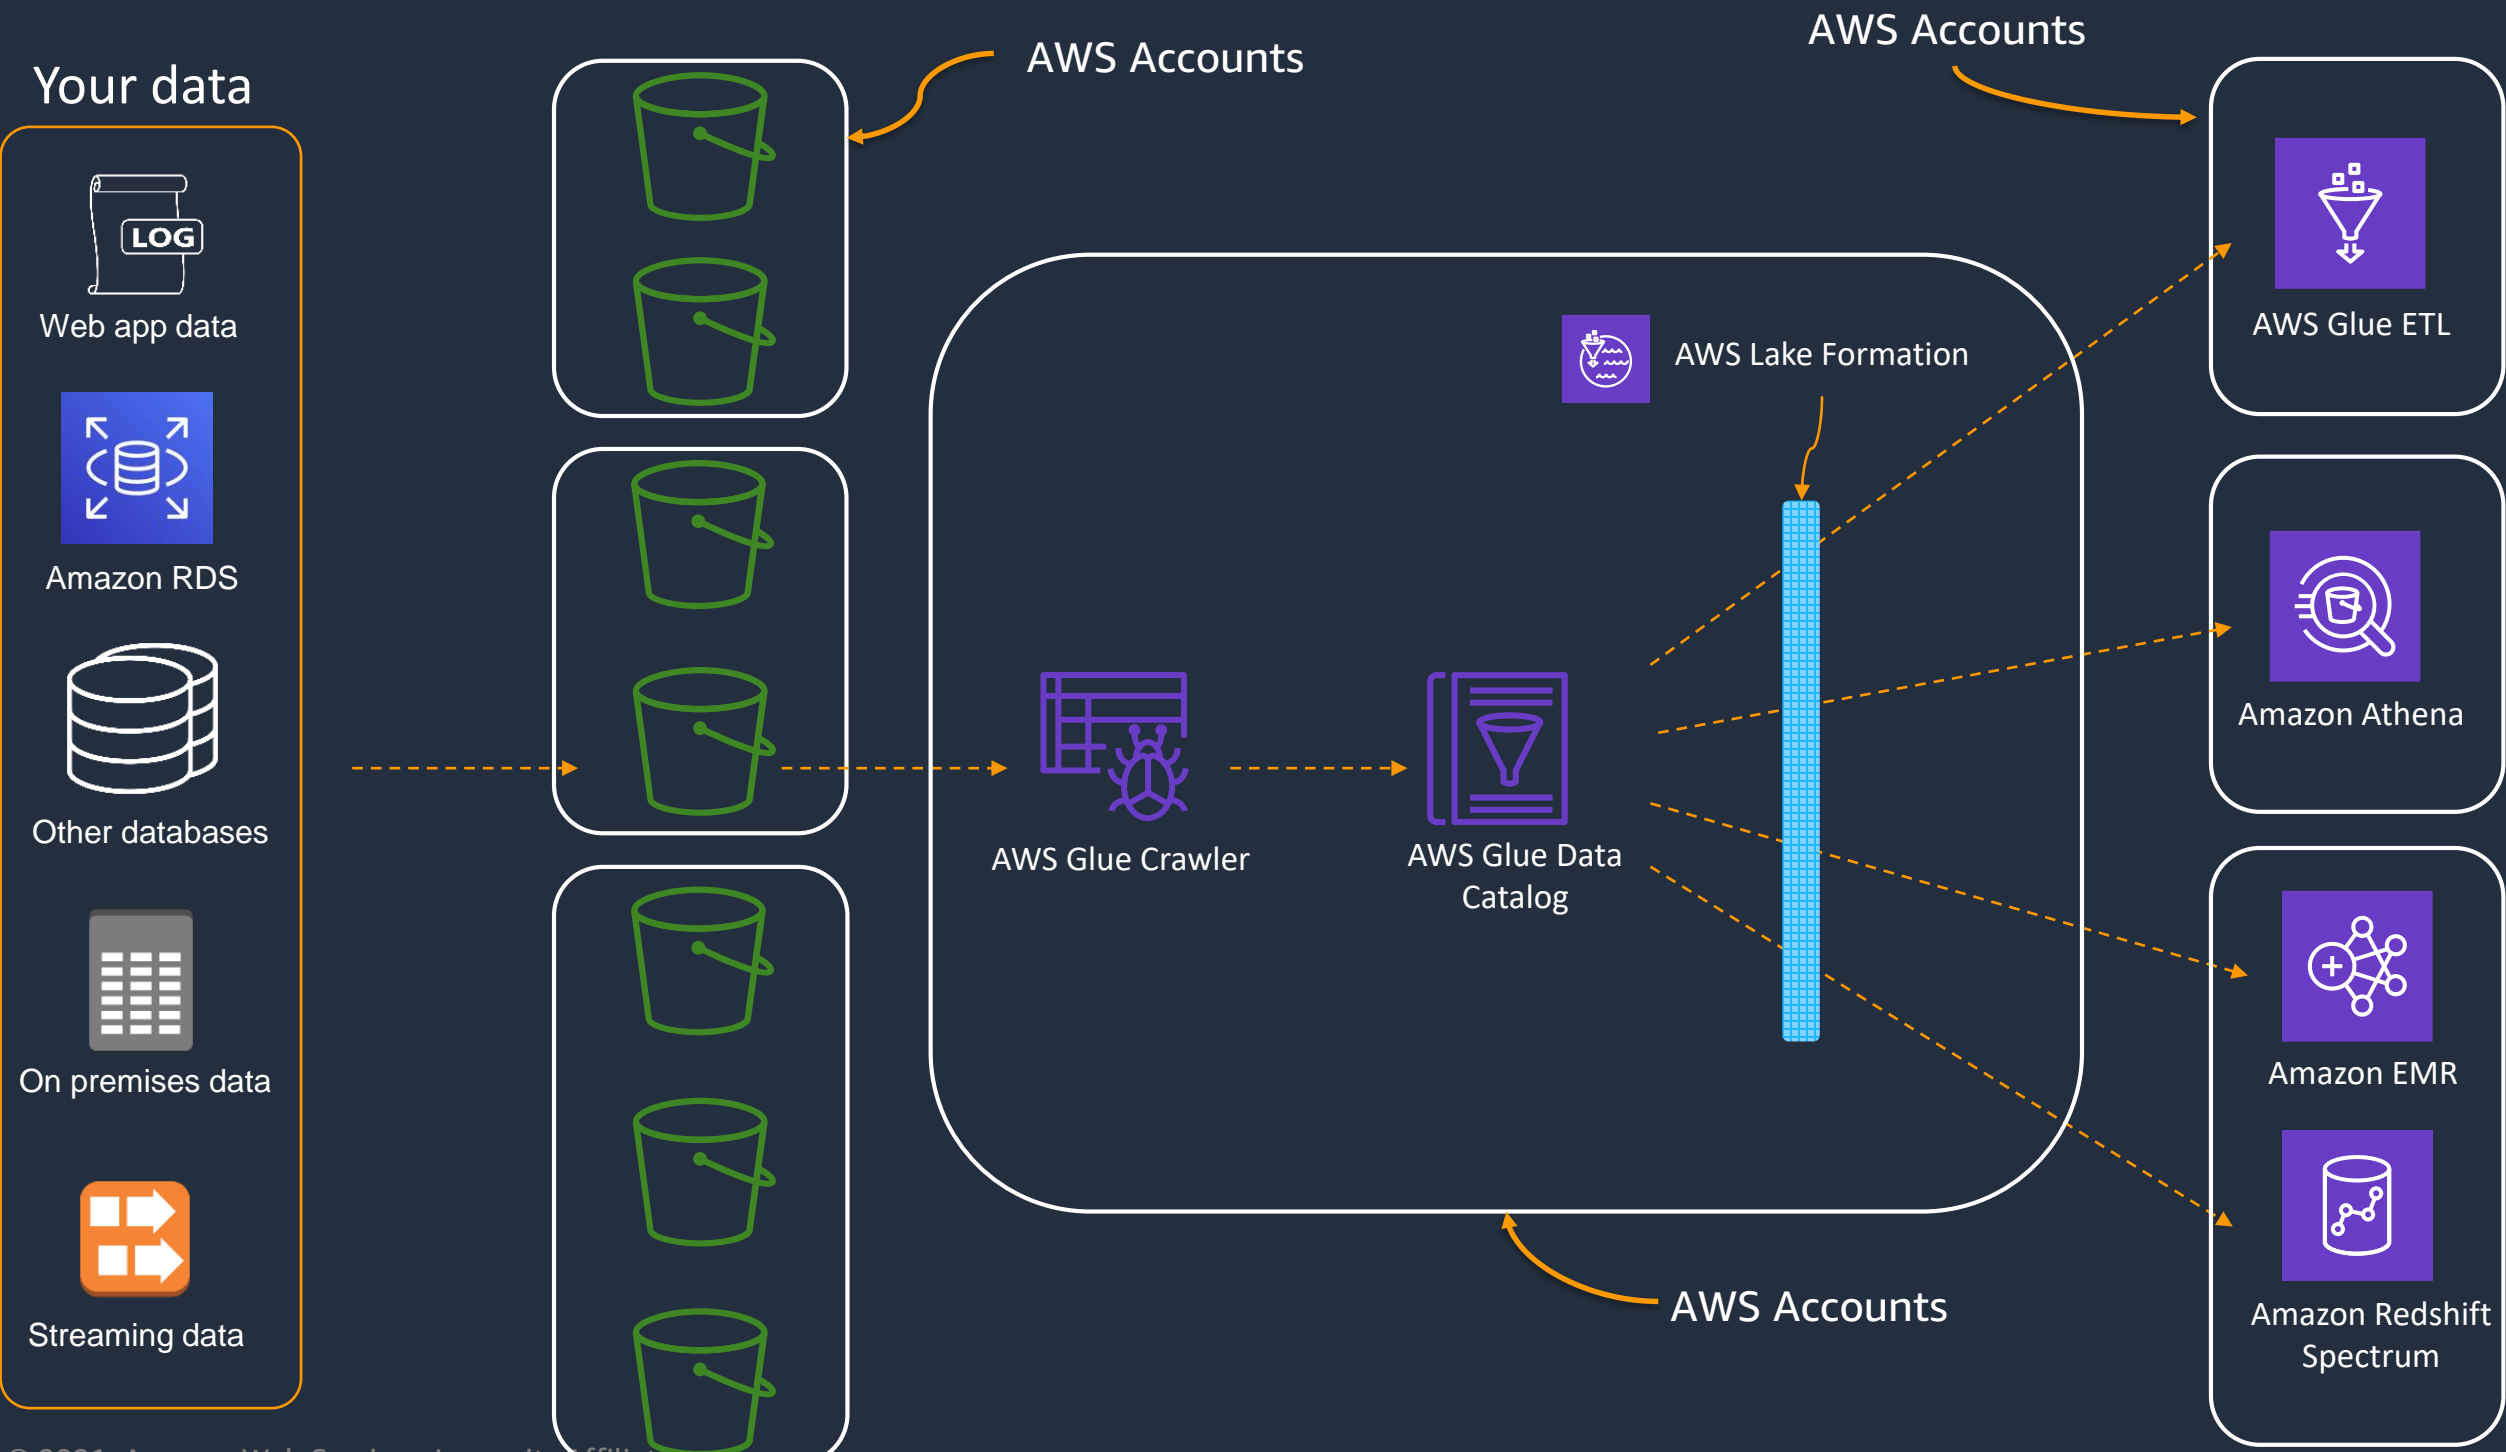 AWS Accounts
AWS Accounts
Your data
LOG
Web app data
Amazon RDS
Other databases
On premises data
Streaming data
AWS Lake Formation
AWS Glue Crawler
AWS Glue Data
Catalog
AWS Accounts
AWS Glue ETL
Amazon Athena
Amazon EMR
Amazon Redshift
Spectrum